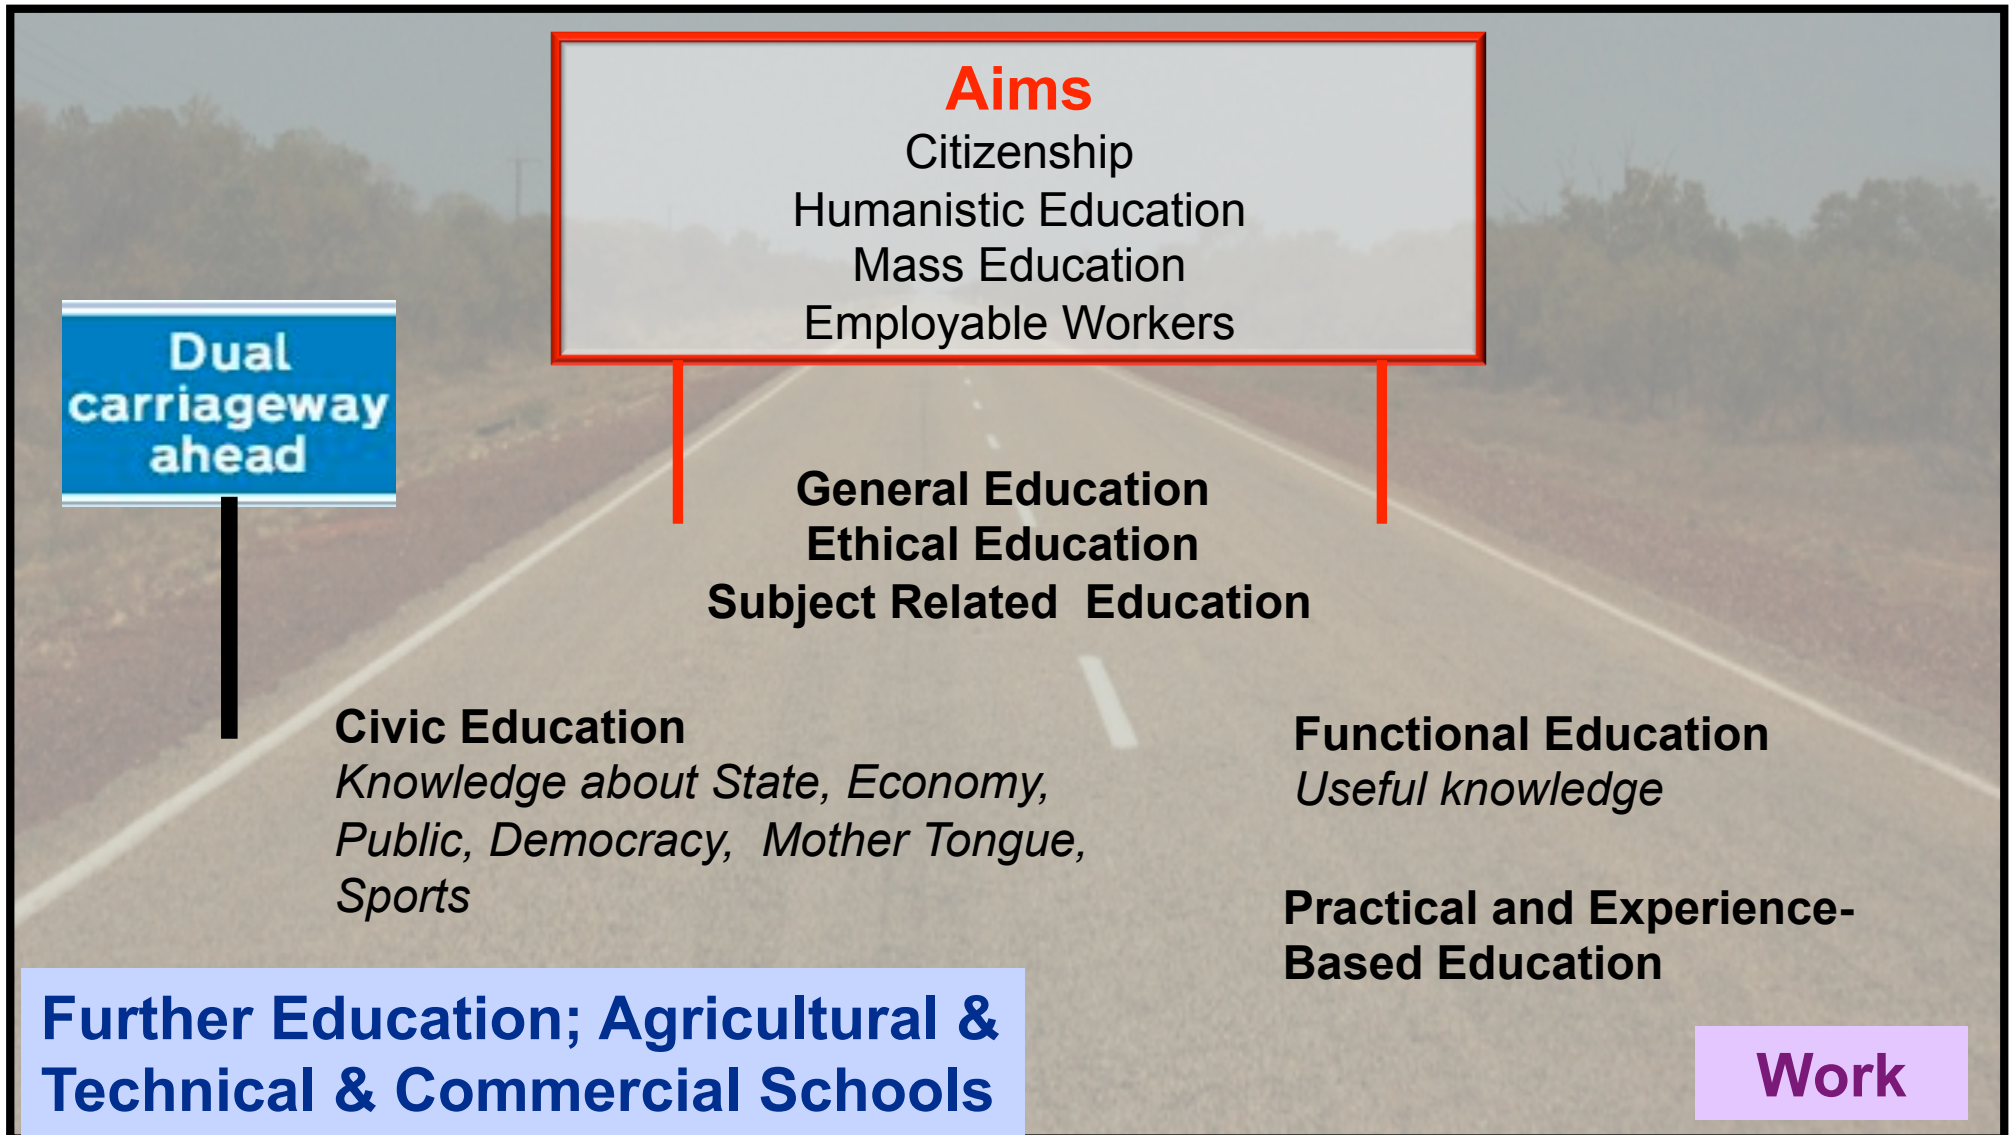 Aims
Citizenship
Humanistic Education
Mass Education
Employable Workers
Dual
carriageway
ahead
General Education
Ethical Education
Subject Related  Education
Civic Education
Knowledge about State, Economy,
Public, Democracy,  Mother Tongue,
Sports
Functional Education
Useful knowledge
Practical and Experience-
Based Education
Further Education; Agricultural &
Technical & Commercial Schools
Work